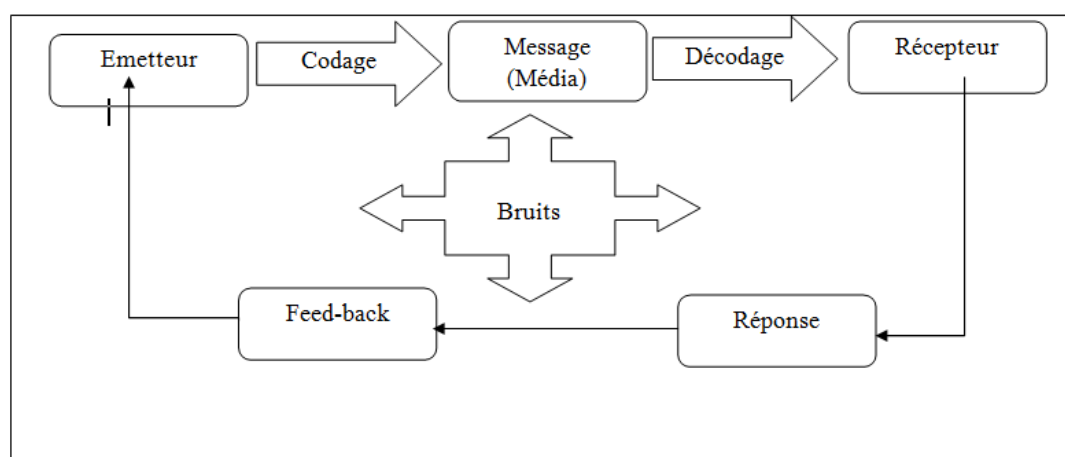 Emetteur
Codage
Message
(Média)
Décodage
Récepteur
Bruits
Feed-back
Réponse